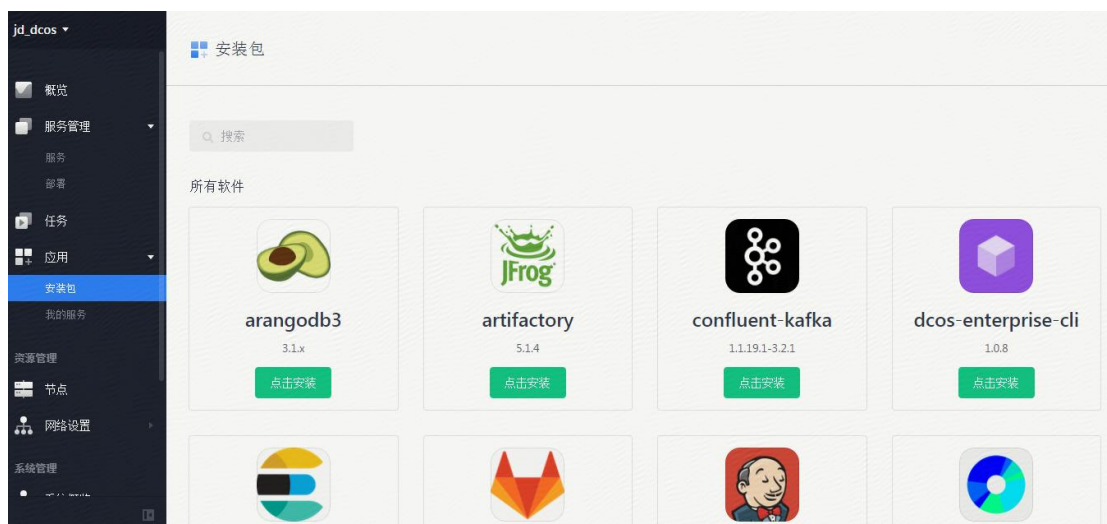 jd_dcos
安装包
概览
服务管理
搜索
服务
部署
所有软件
任务
应用
安装包
我的服务
JFrog
arangodb3
artifactory
confluent-kafka
dcos-enterprise-cli
3.1.x
5.1.4
1.1.19.1-3.2.1
1.0.8
点击安装
点击安装
点击安装
点击安装
资源管理
节点
网络设置
系统管理